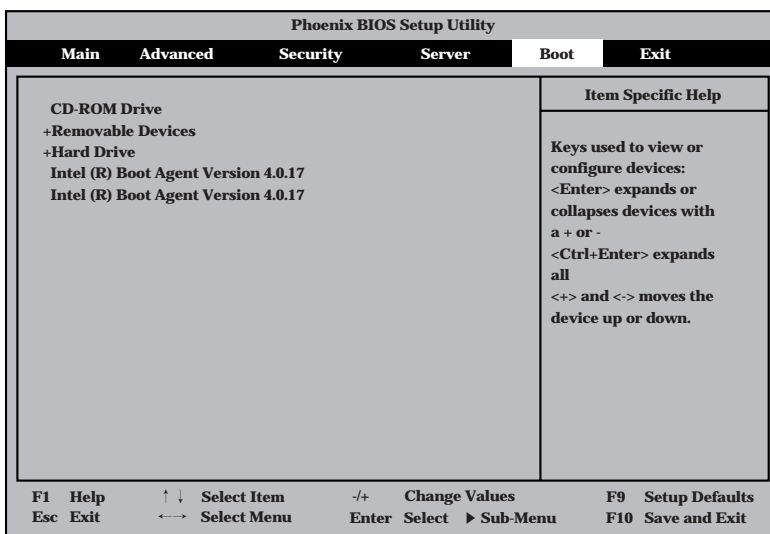 Phoenix BIOS Setup Utility
Main Advanced Security Server Boot Exit
CD-ROM Drive
+Removable Devices
+Hard Drive
Intel (R) Boot Agent Version 4.0.17
Intel (R) Boot Agent Version 4.0.17
Item Specific Help
Keys used to view or
configure devices:
<Enter> expands or
collapses devices with
a + or -
<Ctrl+Enter> expands
all
<+> and <-> moves the
device up or down.
F1 Help ↑ ↓ Select Item -/+ Change Values F9 Setup Defaults
Esc Exit ←→ Select Menu Enter Select ▶ Sub-Menu F10 Save and Exit